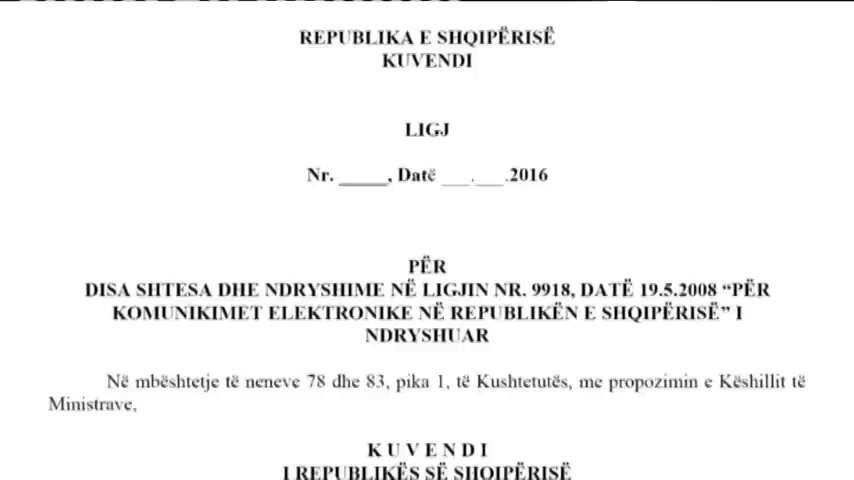 REPUBLIKA E SHQIPËRISË
KUVENDI
LIGJ
Nr. _____, Datë ___.___.2016
PËR
DISA SHTESA DHE NDRYSHIME NË LIGJIN NR. 9918, DATË 19.5.2008 “PËR
KOMUNIKIMET ELEKTRONIKE NË REPUBLIKËN E SHQIPËRISË” I
NDRYSHUAR
Në mbështetje të neneve 78 dhe 83, pika 1, të Kushtetutës, me propozimin e Këshillit të
Ministrave,
K U V E N D I
I REPUBLIKËS SË SHQIPËRISË